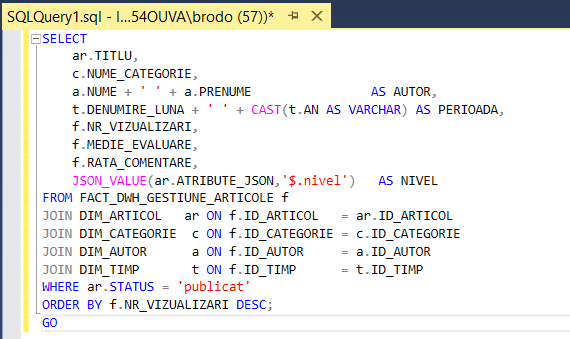 SQLQuery1.sql - l...54OUVA\brodo (57))*
SELECT
    ar.TITLU,
    c.NUME_CATEGORIE,
    a.NUME + ' ' + a.PRENUME                AS AUTOR,
    t.DENUMIRE_LUNA + ' ' + CAST(t.AN AS VARCHAR) AS PERIOADA,
    f.NR_VIZUALIZARI,
    f.MEDIE_EVALUARE,
    f.RATA_COMENTARE,
    JSON_VALUE(ar.ATRIBUTE_JSON,'$.nivel')   AS NIVEL
FROM FACT_DWH_GESTIUNE_ARTICOLE f
JOIN DIM_ARTICOL   ar ON f.ID_ARTICOL   = ar.ID_ARTICOL
JOIN DIM_CATEGORIE  c ON f.ID_CATEGORIE = c.ID_CATEGORIE
JOIN DIM_AUTOR      a ON f.ID_AUTOR     = a.ID_AUTOR
JOIN DIM_TIMP       t ON f.ID_TIMP      = t.ID_TIMP
WHERE ar.STATUS = 'publicat'
ORDER BY f.NR_VIZUALIZARI DESC;
GO